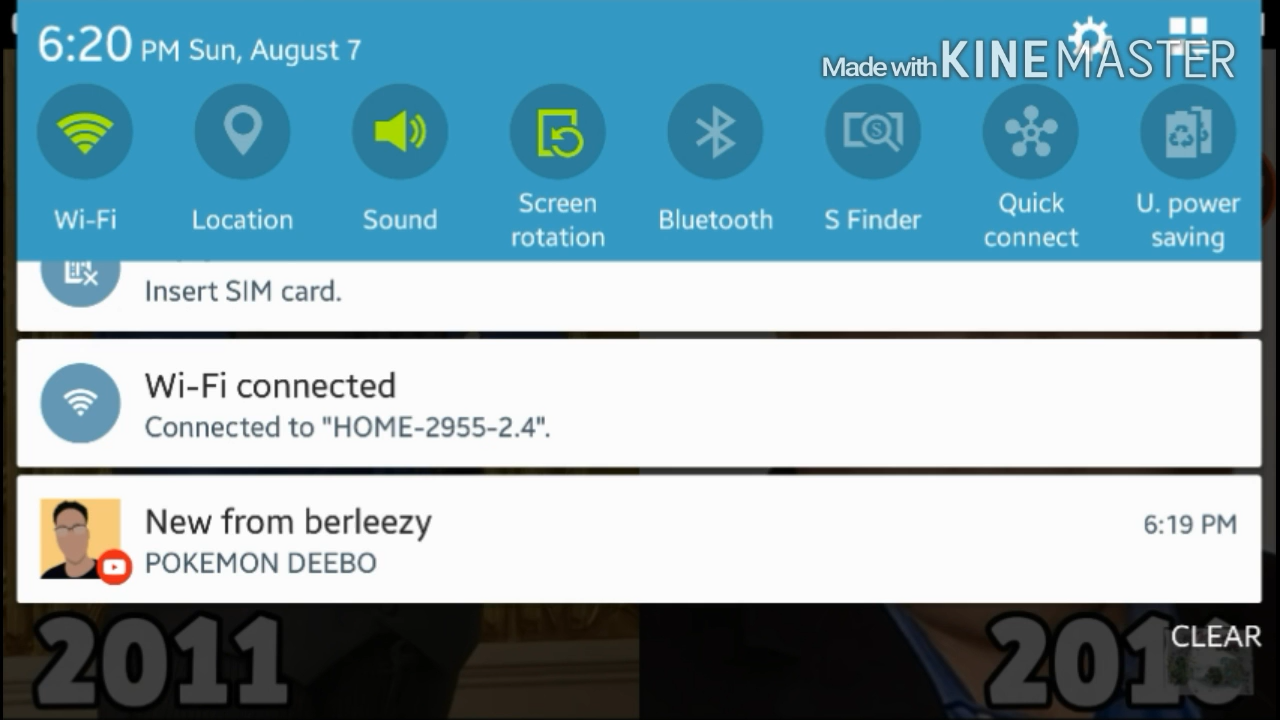 6:20 PM Sun, August 7
Made with KINEMASTER
Wi-Fi
Location
Sound
Screen
rotation
Bluetooth
S Finder
Quick
connect
U. power
saving
Insert SIM card.
Wi-Fi connected
Connected to "HOME-2955-2.4".
New from berleezy
6:19 PM
POKEMON DEEBO
CLEAR
2011